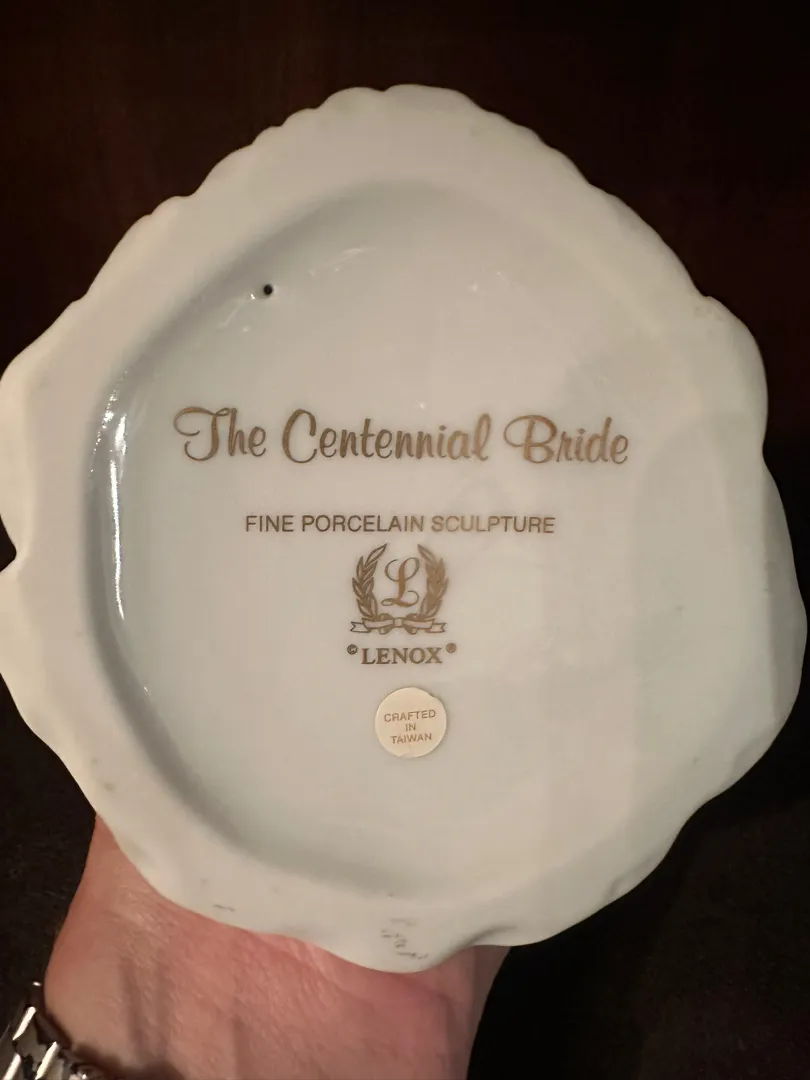 The Centennial Bride
FINE PORCELAIN SCULPTURE
L
©LENOX®
CRAFTED
IN
TAIWAN